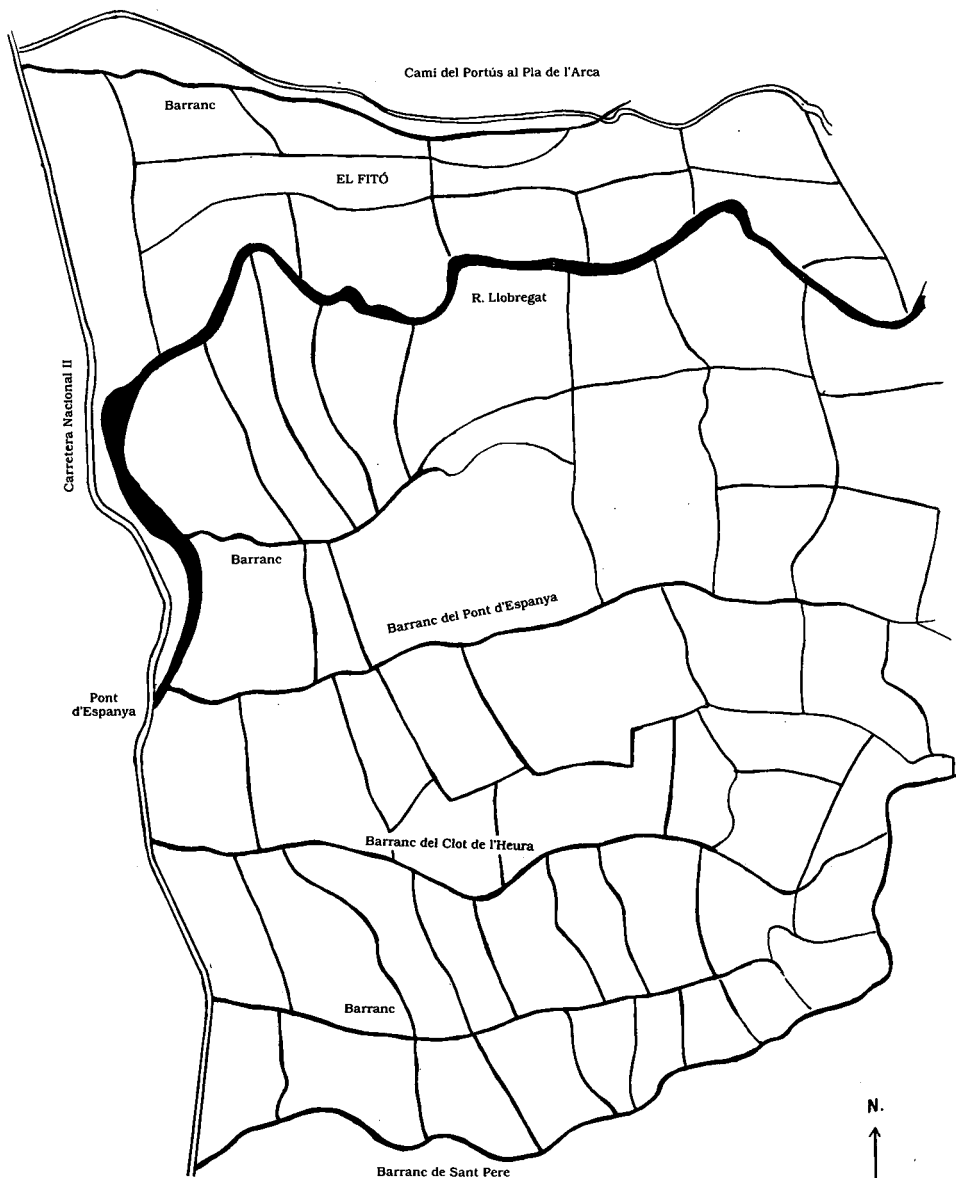 Cami del Portús al Pla de l'Arca
Barranc
EL FITÓ
R. Llobregat
Carretera Nacional II
Barranc
Barranc del Pont d'Espanya
Pont
d'Espanya
Barranc del Clot de l'Heura
Barranc
N.
Barranc de Sant Pere